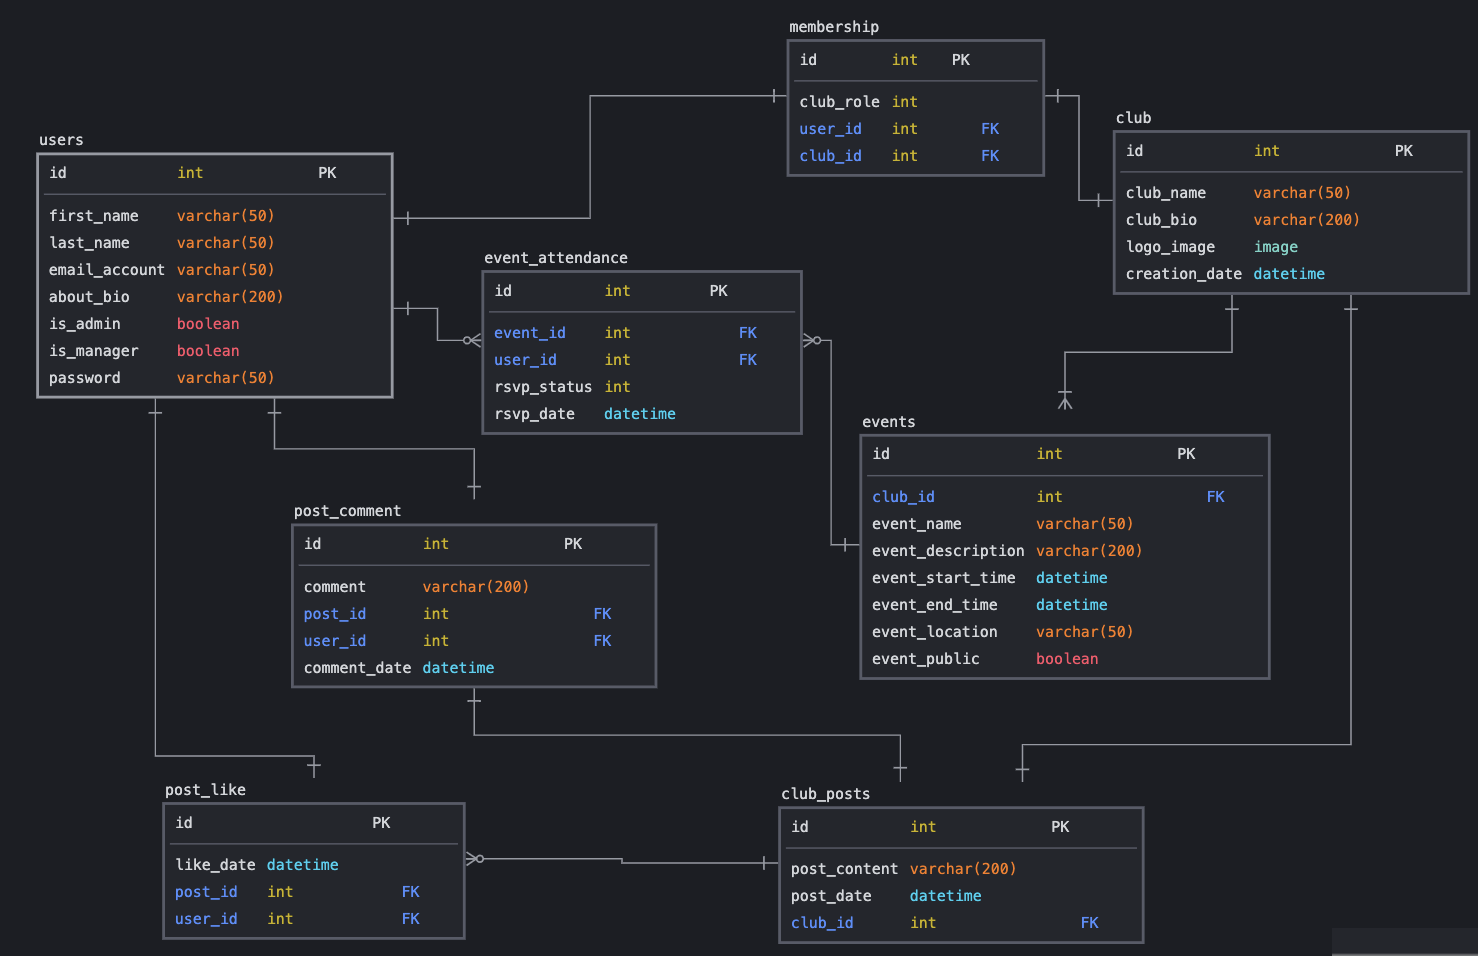 membership
id int PK
club_role int
user_id int FK
club_id int FK
club
id int PK
club_name varchar(50)
club_bio varchar(200)
logo_image image
creation_date datetime
users
id int PK
first_name varchar(50)
last_name varchar(50)
email_account varchar(50)
about_bio varchar(200)
is_admin boolean
is_manager boolean
password varchar(50)
event_attendance
id int PK
event_id int FK
user_id int FK
rsvp_status int
rsvp_date datetime
events
id int PK
club_id int FK
event_name varchar(50)
event_description varchar(200)
event_start_time datetime
event_end_time datetime
event_location varchar(50)
event_public boolean
post_comment
id int PK
comment varchar(200)
post_id int FK
user_id int FK
comment_date datetime
post_like
id PK
like_date datetime
post_id int FK
user_id int FK
club_posts
id int PK
post_content varchar(200)
post_date datetime
club_id int FK